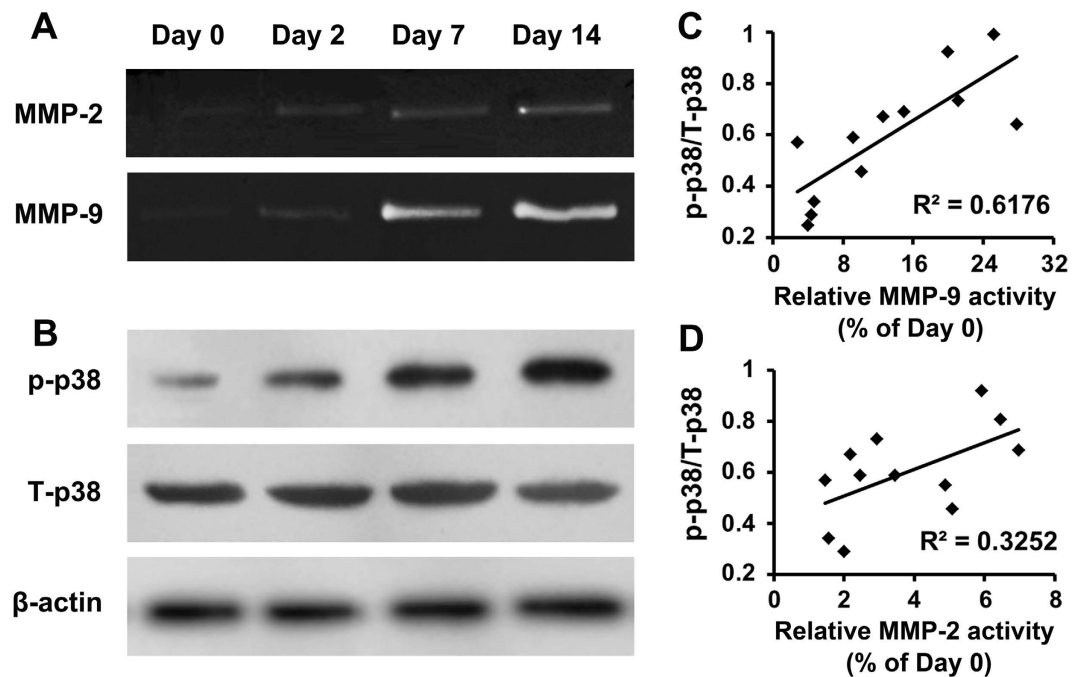 A
Day 0 Day 2 Day 7 Day 14
MMP-2
MMP-9
B
p-p38
T-p38
β-actin
C
p-p38/T-p38
1
0.8
0.6
0.4
0.2
R² = 0.6176
0 8 16 24 32
Relative MMP-9 activity
(% of Day 0)
D
p-p38/T-p38
1
0.8
0.6
0.4
0.2
R² = 0.3252
0 2 4 6 8
Relative MMP-2 activity
(% of Day 0)